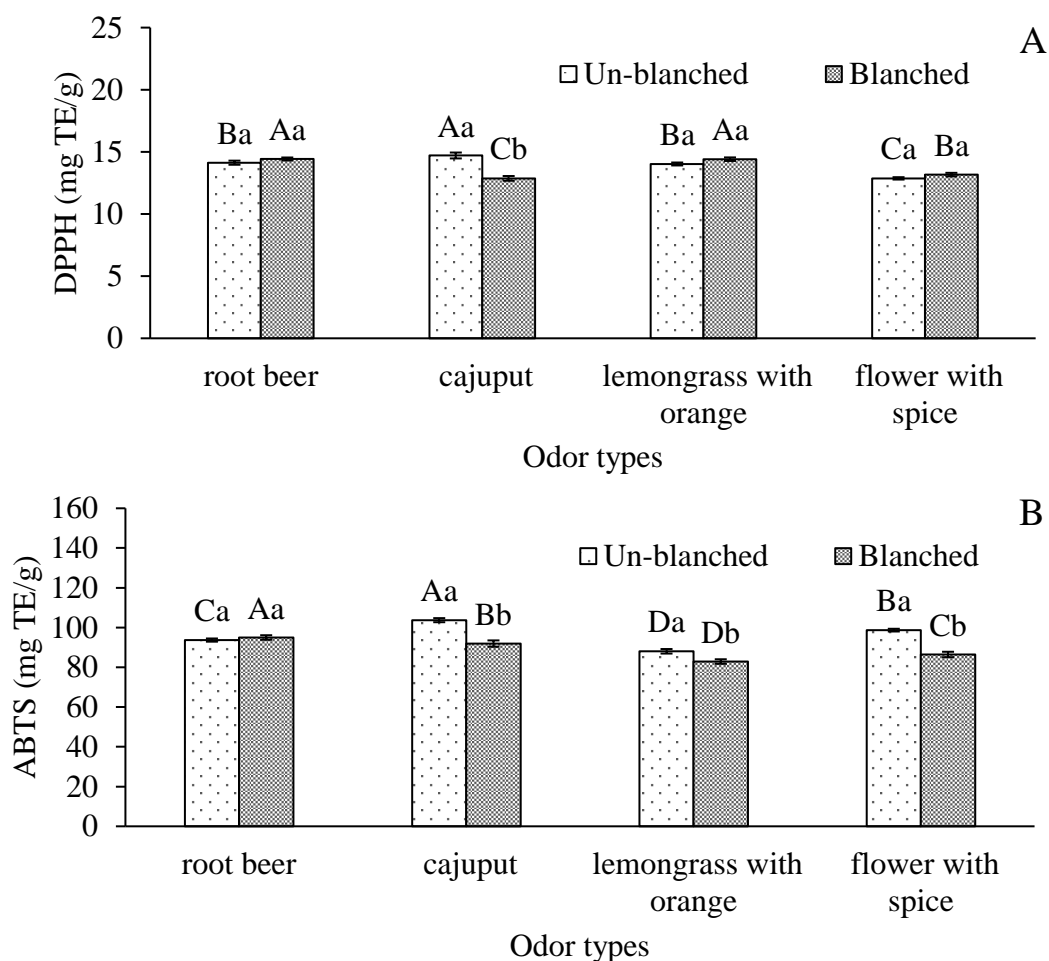 A
Un-blanched Blanched
25
20
15
10
5
0
DPPH (mg TE/g)
Ba Aa Aa Cb Ba Aa Ca Ba
root beer cajuput lemongrass with orange flower with spice
Odor types
B
Un-blanched Blanched
160
140
120
100
80
60
40
20
0
ABTS (mg TE/g)
Ca Aa Aa Bb Da Db Ba Cb
root beer cajuput lemongrass with orange flower with spice
Odor types